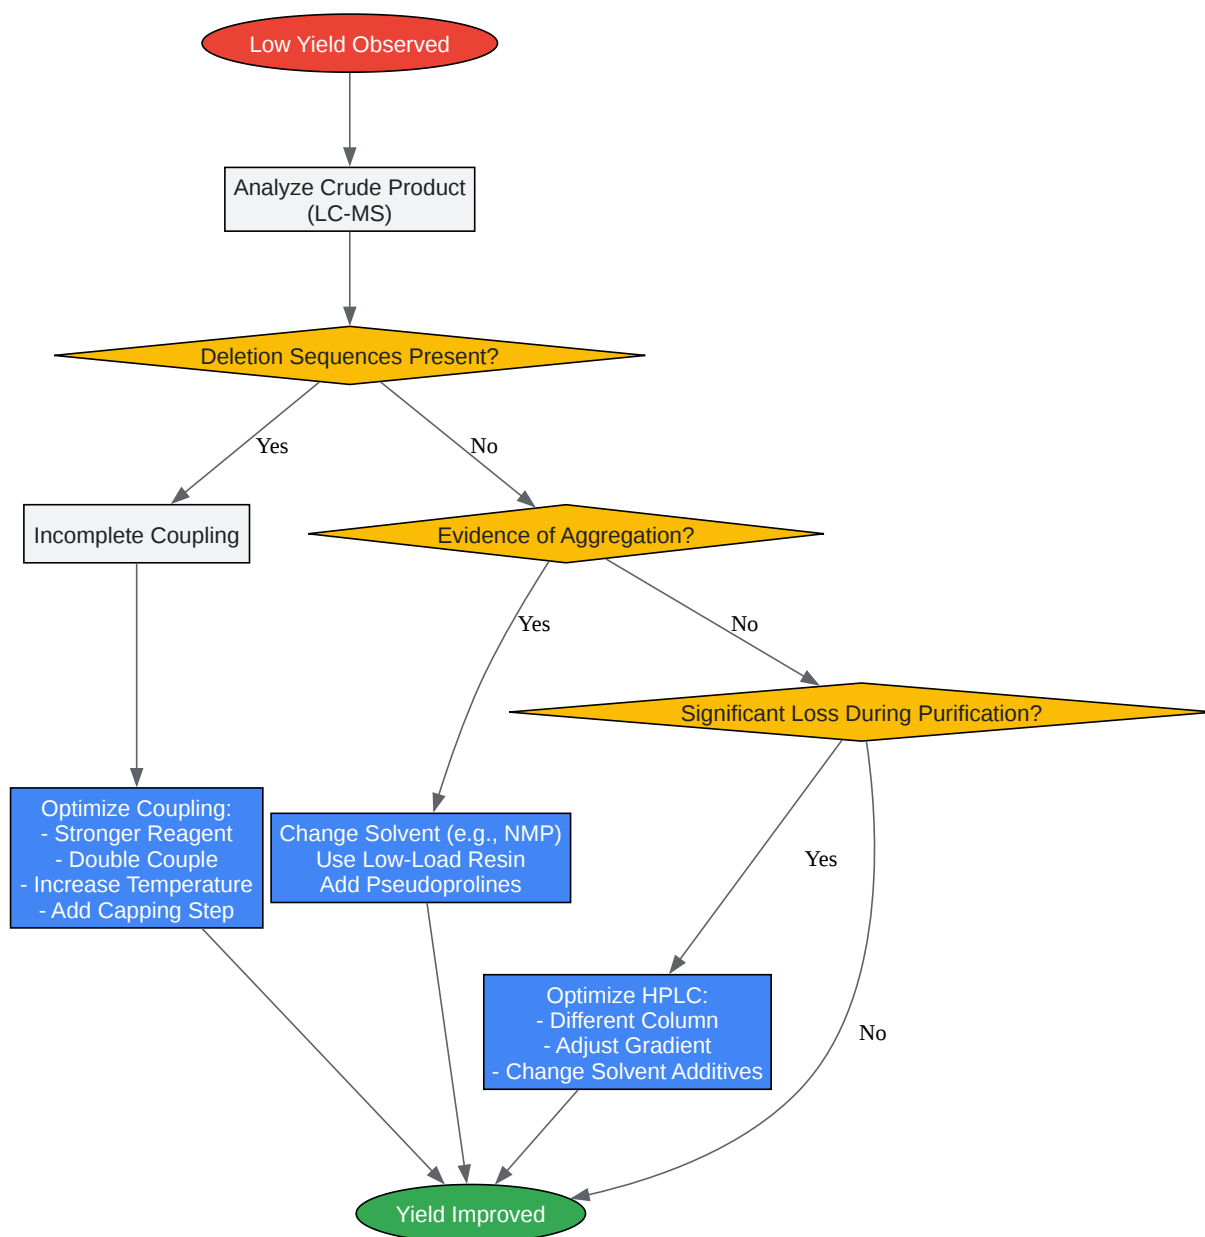 Low Yield Observed
Analyze Crude Product
(LC-MS)
Deletion Sequences Present?
Yes
No
Incomplete Coupling
Evidence of Aggregation?
Yes
No
Significant Loss During Purification?
Optimize Coupling:
- Stronger Reagent
- Double Couple
- Increase Temperature
- Add Capping Step
Change Solvent (e.g., NMP)
Use Low-Load Resin
Add Pseudoprolines
Yes
No
Optimize HPLC:
- Different Column
- Adjust Gradient
- Change Solvent Additives
Yield Improved